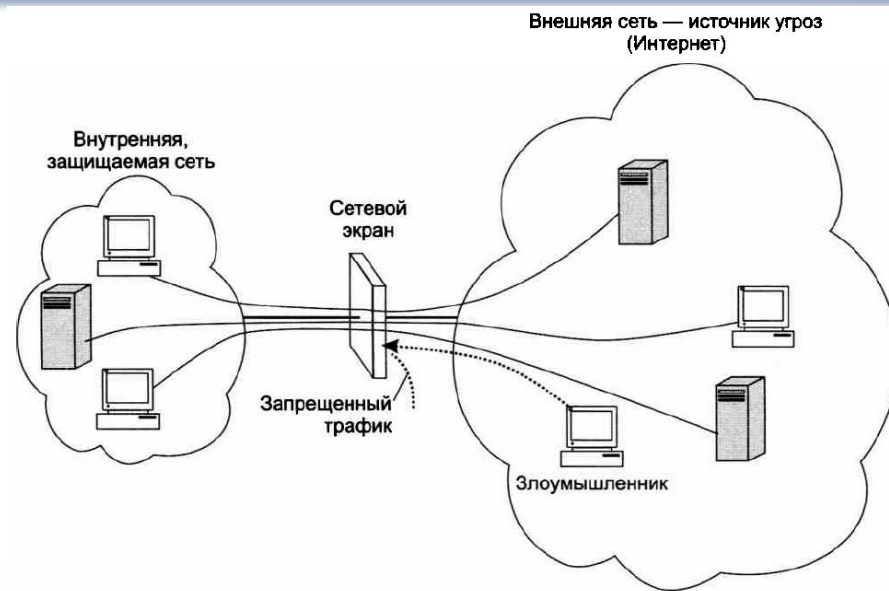 Внешняя сеть — источник угроз
(Интернет)
Внутренняя,
защищаемая сеть
Сетевой
экран
Запрещенный
трафик
Злоумышленник